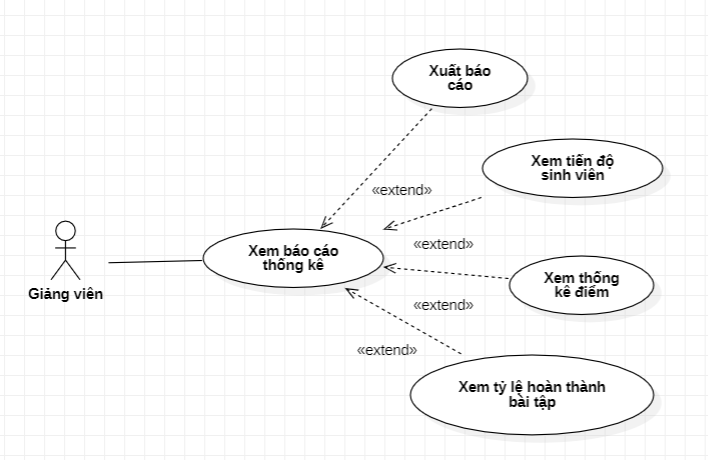 Xuất báo
cáo
Xem tiến độ
sinh viên
«extend»
Xem báo cáo
thống kê
«extend»
Giảng viên
Xem thống
kê điểm
«extend»
«extend»
Xem tỷ lệ hoàn thành
bài tập